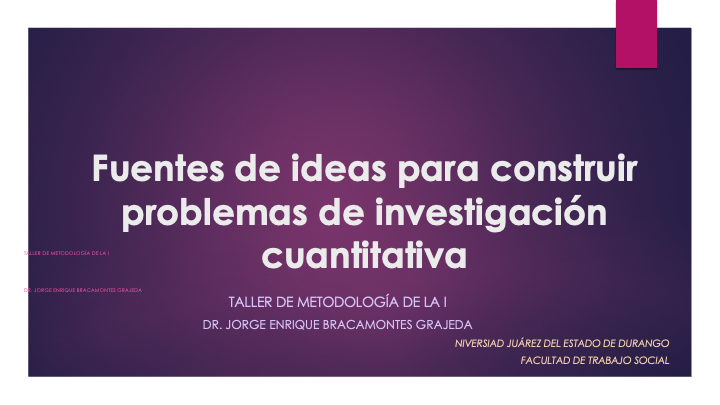 Fuentes de ideas para construir
problemas de investigación
cuantitativa
TALLER DE METODOLOGÍA DE LA I
DR. JORGE ENRIQUE BRACAMONTES GRAJEDA
TALLER DE METODOLOGÍA DE LA I
DR. JORGE ENRIQUE BRACAMONTES GRAJEDA
NIVERSIAD JUÁREZ DEL ESTADO DE DURANGO
FACULTAD DE TRABAJO SOCIAL